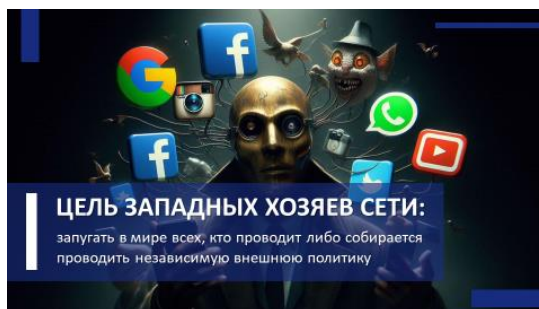 ЦЕЛЬ ЗАПАДНЫХ ХОЗЯЕВ СЕТИ:
запугать в мире всех, кто проводит либо собирается
проводить независимую внешнюю политику